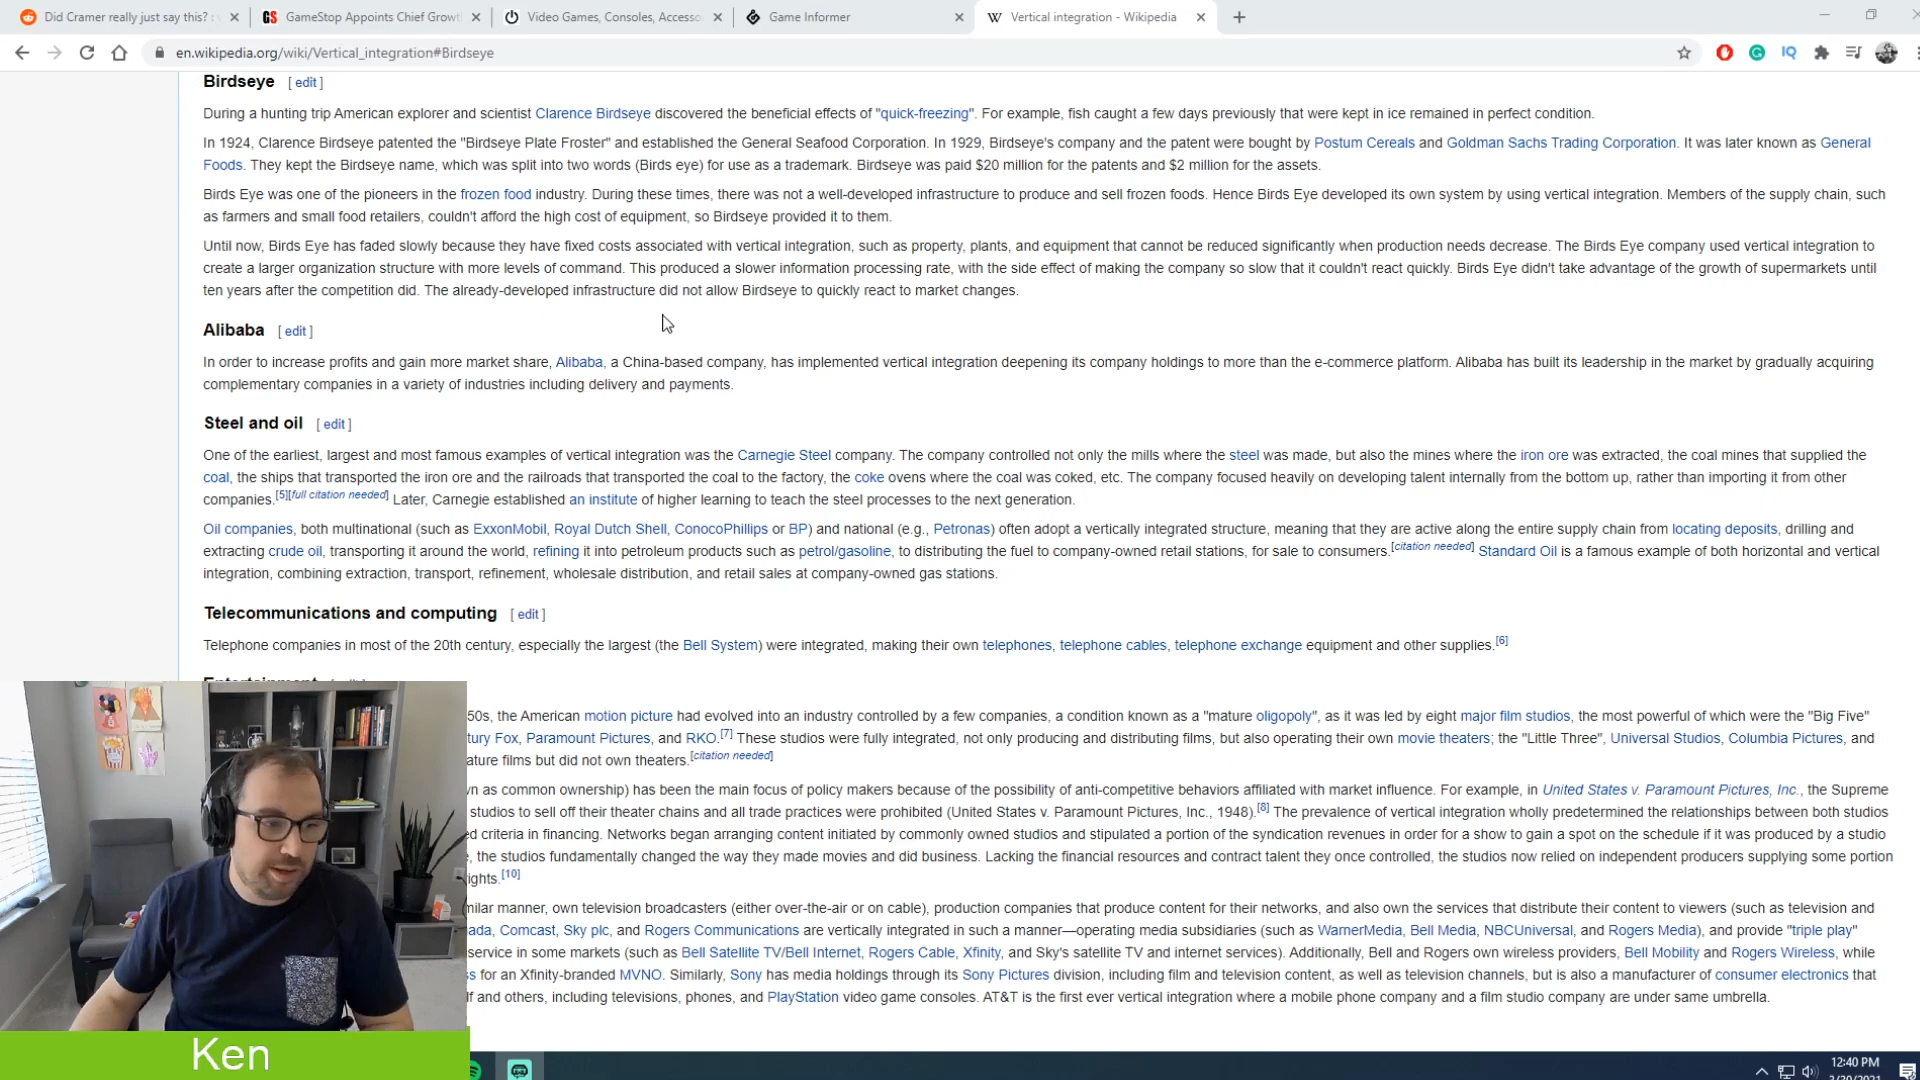 Did Cramer really just say this? :
GameStop Appoints Chief Growt
Video Games, Consoles, Accesso
Game Informer
Vertical integration - Wikipedia
en.wikipedia.org/wiki/Vertical_integration#Birdseye
Birdseye [ edit ]
During a hunting trip American explorer and scientist Clarence Birdseye discovered the beneficial effects of "quick-freezing". For example, fish caught a few days previously that were kept in ice remained in perfect condition.
In 1924, Clarence Birdseye patented the "Birdseye Plate Froster" and established the General Seafood Corporation. In 1929, Birdseye's company and the patent were bought by Postum Cereals and Goldman Sachs Trading Corporation. It was later known as General
Foods. They kept the Birdseye name, which was split into two words (Birds eye) for use as a trademark. Birdseye was paid $20 million for the patents and $2 million for the assets.
Birds Eye was one of the pioneers in the frozen food industry. During these times, there was not a well-developed infrastructure to produce and sell frozen foods. Hence Birds Eye developed its own system by using vertical integration. Members of the supply chain, such
as farmers and small food retailers, couldn't afford the high cost of equipment, so Birdseye provided it to them.
Until now, Birds Eye has faded slowly because they have fixed costs associated with vertical integration, such as property, plants, and equipment that cannot be reduced significantly when production needs decrease. The Birds Eye company used vertical integration to
create a larger organization structure with more levels of command. This produced a slower information processing rate, with the side effect of making the company so slow that it couldn't react quickly. Birds Eye didn't take advantage of the growth of supermarkets until
ten years after the competition did. The already-developed infrastructure did not allow Birdseye to quickly react to market changes.
Alibaba [ edit ]
In order to increase profits and gain more market share, Alibaba, a China-based company, has implemented vertical integration deepening its company holdings to more than the e-commerce platform. Alibaba has built its leadership in the market by gradually acquiring
complementary companies in a variety of industries including delivery and payments.
Steel and oil [ edit ]
One of the earliest, largest and most famous examples of vertical integration was the Carnegie Steel company. The company controlled not only the mills where the steel was made, but also the mines where the iron ore was extracted, the coal mines that supplied the
coal, the ships that transported the iron ore and the railroads that transported the coal to the factory, the coke ovens where the coal was coked, etc. The company focused heavily on developing talent internally from the bottom up, rather than importing it from other
companies.[5][full citation needed] Later, Carnegie established an institute of higher learning to teach the steel processes to the next generation.
Oil companies, both multinational (such as ExxonMobil, Royal Dutch Shell, ConocoPhillips or BP) and national (e.g., Petronas) often adopt a vertically integrated structure, meaning that they are active along the entire supply chain from locating deposits, drilling and
extracting crude oil, transporting it around the world, refining it into petroleum products such as petrol/gasoline, to distributing the fuel to company-owned retail stations, for sale to consumers.[citation needed] Standard Oil is a famous example of both horizontal and vertical
integration, combining extraction, transport, refinement, wholesale distribution, and retail sales at company-owned gas stations.
Telecommunications and computing [ edit ]
Telephone companies in most of the 20th century, especially the largest (the Bell System) were integrated, making their own telephones, telephone cables, telephone exchange equipment and other supplies.[6]
50s, the American motion picture had evolved into an industry controlled by a few companies, a condition known as a "mature oligopoly", as it was led by eight major film studios, the most powerful of which were the "Big Five"
tury Fox, Paramount Pictures, and RKO.[7] These studios were fully integrated, not only producing and distributing films, but also operating their own movie theaters; the "Little Three", Universal Studios, Columbia Pictures, and
ature films but did not own theaters.[citation needed]
n as common ownership) has been the main focus of policy makers because of the possibility of anti-competitive behaviors affiliated with market influence. For example, in United States v. Paramount Pictures, Inc., the Supreme
studios to sell off their theater chains and all trade practices were prohibited (United States v. Paramount Pictures, Inc., 1948).[8] The prevalence of vertical integration wholly predetermined the relationships between both studios
d criteria in financing. Networks began arranging content initiated by commonly owned studios and stipulated a portion of the syndication revenues in order for a show to gain a spot on the schedule if it was produced by a studio
, the studios fundamentally changed the way they made movies and did business. Lacking the financial resources and contract talent they once controlled, the studios now relied on independent producers supplying some portion
ights.[10]
milar manner, own television broadcasters (either over-the-air or on cable), production companies that produce content for their networks, and also own the services that distribute their content to viewers (such as television and
ada, Comcast, Sky plc, and Rogers Communications are vertically integrated in such a manner—operating media subsidiaries (such as WarnerMedia, Bell Media, NBCUniversal, and Rogers Media), and provide "triple play"
service in some markets (such as Bell Satellite TV/Bell Internet, Rogers Cable, Xfinity, and Sky's satellite TV and internet services). Additionally, Bell and Rogers own wireless providers, Bell Mobility and Rogers Wireless, while
s for an Xfinity-branded MVNO. Similarly, Sony has media holdings through its Sony Pictures division, including film and television content, as well as television channels, but is also a manufacturer of consumer electronics that
lf and others, including televisions, phones, and PlayStation video game consoles. AT&T is the first ever vertical integration where a mobile phone company and a film studio company are under same umbrella.
Ken
12:40 PM